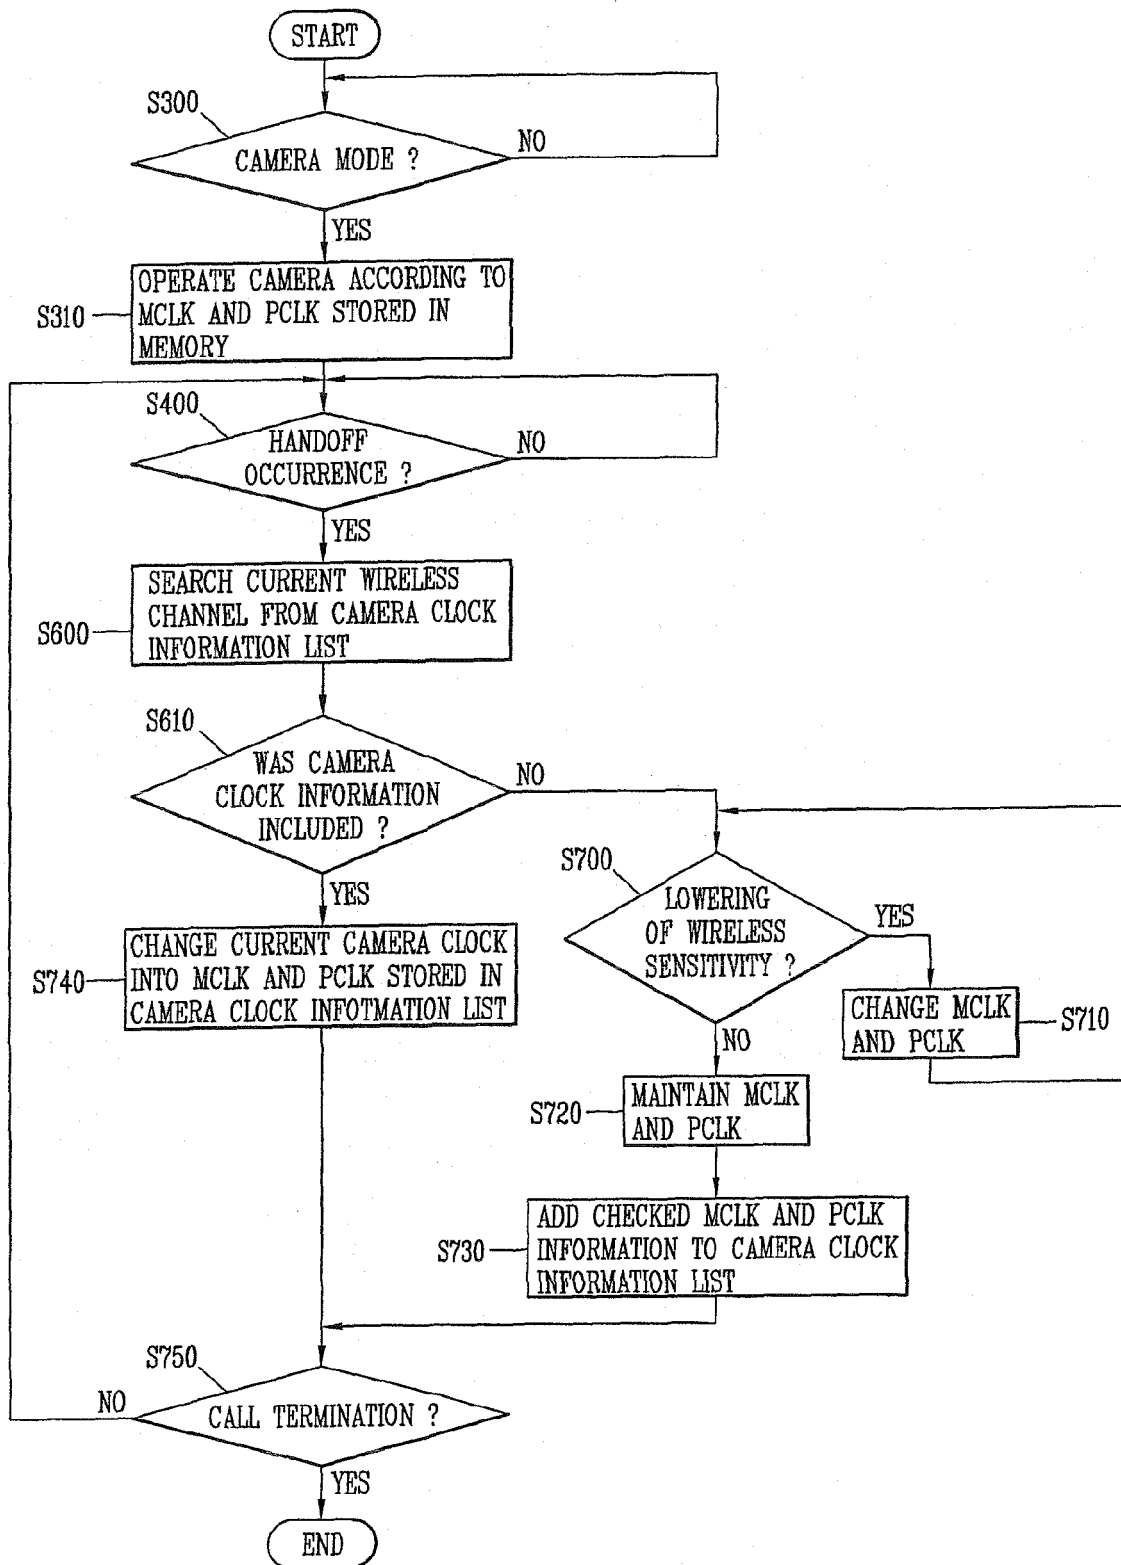 START
S300
CAMERA MODE ?
NO
YES
OPERATE CAMERA ACCORDING TO
MCLK AND PCLK STORED IN
MEMORY
S310
S400
HANDOFF
OCCURRENCE ?
NO
YES
SEARCH CURRENT WIRELESS
CHANNEL FROM CAMERA CLOCK
INFORMATION LIST
S600
S610
WAS CAMERA
CLOCK INFORMATION
INCLUDED ?
NO
YES
S700
LOWERING
OF WIRELESS
SENSITIVITY ?
YES
NO
CHANGE CURRENT CAMERA CLOCK
INTO MCLK AND PCLK STORED IN
CAMERA CLOCK INFOTMATION LIST
S740
CHANGE MCLK
AND PCLK
S710
MAINTAIN MCLK
AND PCLK
S720
ADD CHECKED MCLK AND PCLK
INFORMATION TO CAMERA CLOCK
INFORMATION LIST
S730
S750
CALL TERMINATION ?
NO
YES
END